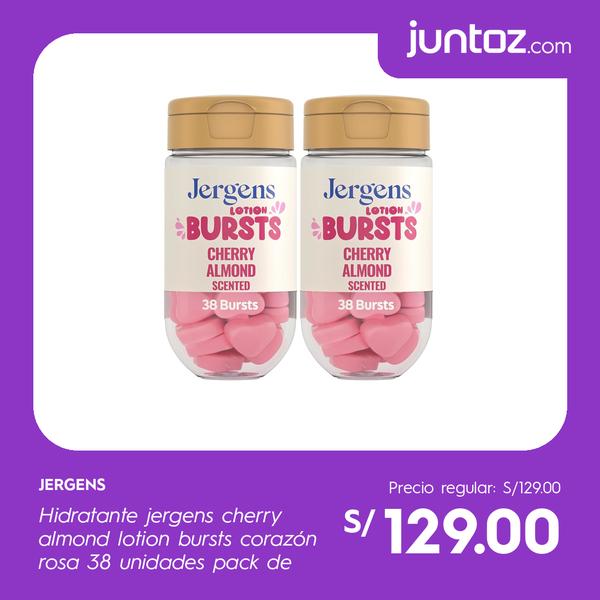 juntoz.com
Jergens
LOTION
BURSTS
CHERRY
ALMOND
SCENTED
38 Bursts
Jergens
LOTION
BURSTS
CHERRY
ALMOND
SCENTED
38 Bursts
JERGENS
Hidratante jergens cherry
almond lotion bursts corazón
rosa 38 unidades pack de
Precio regular: S/129.00
S/129.00